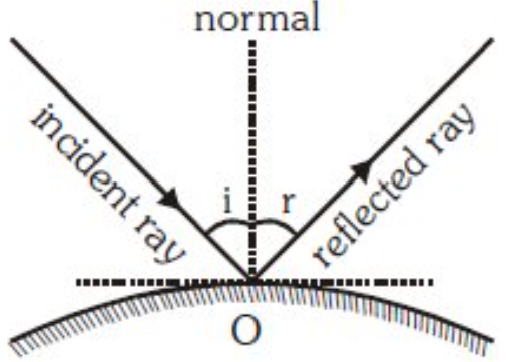 normal
incident ray
i
r
reflected ray
O